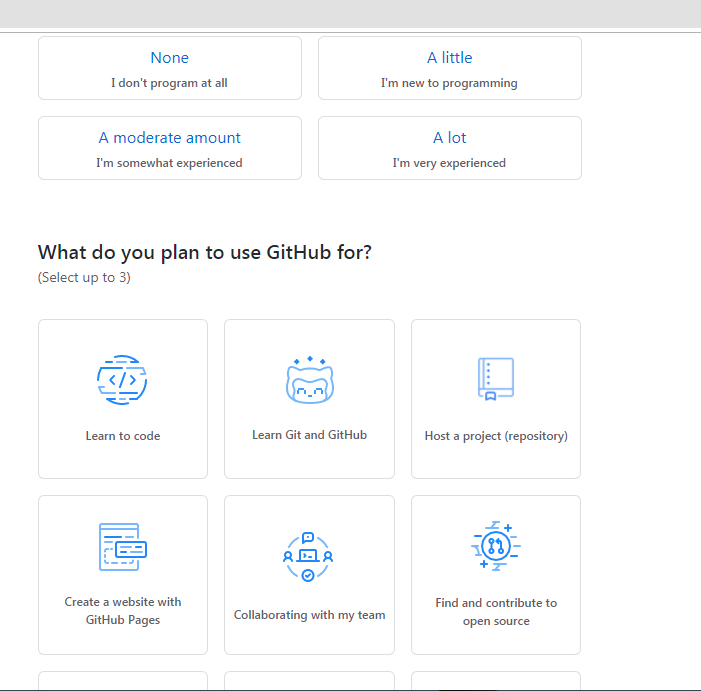 None
I don't program at all
A little
I'm new to programming
A moderate amount
I'm somewhat experienced
A lot
I'm very experienced
What do you plan to use GitHub for?
(Select up to 3)
Learn to code
Learn Git and GitHub
Host a project (repository)
Create a website with
GitHub Pages
Collaborating with my team
Find and contribute to
open source